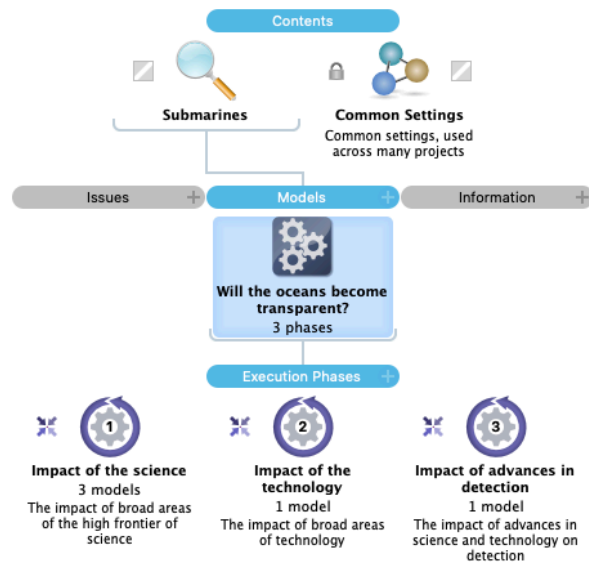 Contents
Submarines
Common Settings
Common settings, used
across many projects
Issues
Models
Information
Will the oceans become
transparent?
3 phases
Execution Phases
1
2
3
Impact of the science
3 models
The impact of broad areas
of the high frontier of
science
Impact of the
technology
1 model
The impact of broad areas
of technology
Impact of advances in
detection
1 model
The impact of advances in
science and technology on
detection